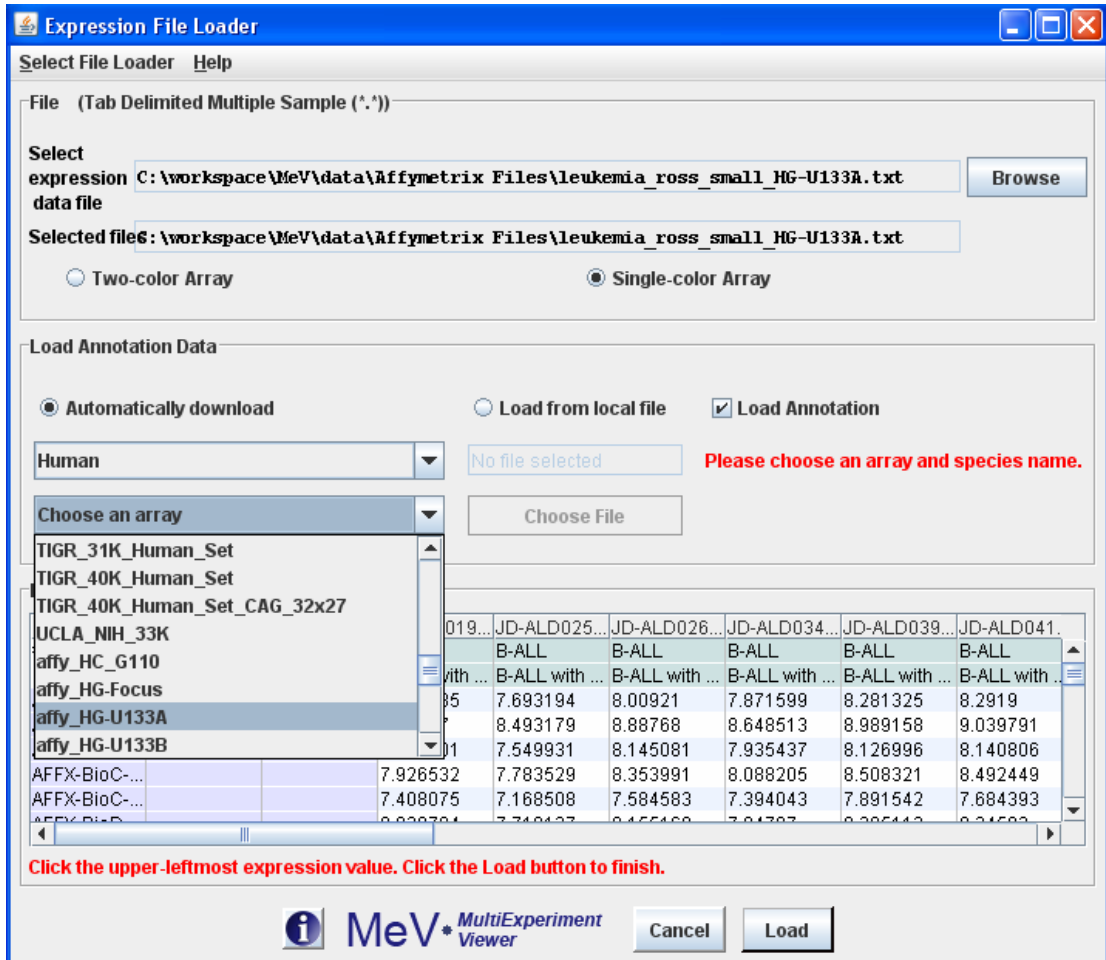 Expression File Loader
Select File Loader Help
File (Tab Delimited Multiple Sample (*.*))
Select
expression
data file
C:\workspace\MeV\data\Affymetrix Files\leukemia_ross_small_HG-U133A.txt
Browse
Selected files
C:\workspace\MeV\data\Affymetrix Files\leukemia_ross_small_HG-U133A.txt
Two-color Array Single-color Array
Load Annotation Data
Automatically download Load from local file Load Annotation
Human No file selected Please choose an array and species name.
Choose an array Choose File
TIGR_31K_Human_Set
TIGR_40K_Human_Set
TIGR_40K_Human_Set_CAG_32x27
UCLA_NIH_33K
affy_HC_G110
affy_HG-Focus
affy_HG-U133A
affy_HG-U133B
019... JD-ALD025... JD-ALD026... JD-ALD034... JD-ALD039... JD-ALD041.
B-ALL B-ALL B-ALL B-ALL B-ALL
with ... B-ALL with ... B-ALL with ... B-ALL with ... B-ALL with ... B-ALL with ..
35 7.693194 8.00921 7.871599 8.281325 8.2919
8.493179 8.88768 8.648513 8.989158 9.039791
01 7.549931 8.145081 7.935437 8.126996 8.140806
AFFX-BioC-... 7.926532 7.783529 8.353991 8.088205 8.508321 8.492449
AFFX-BioC-... 7.408075 7.168508 7.584583 7.394043 7.891542 7.684393
Click the upper-leftmost expression value. Click the Load button to finish.
MeV MultiExperiment
Viewer
Cancel Load